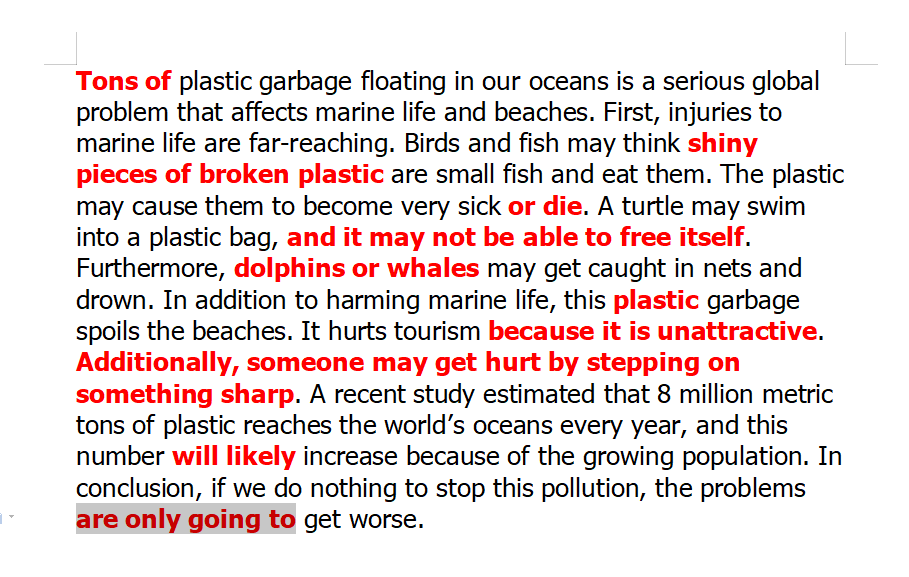 Tons of plastic garbage floating in our oceans is a serious global
problem that affects marine life and beaches. First, injuries to
marine life are far-reaching. Birds and fish may think shiny
pieces of broken plastic are small fish and eat them. The plastic
may cause them to become very sick or die. A turtle may swim
into a plastic bag, and it may not be able to free itself.
Furthermore, dolphins or whales may get caught in nets and
drown. In addition to harming marine life, this plastic garbage
spoils the beaches. It hurts tourism because it is unattractive.
Additionally, someone may get hurt by stepping on
something sharp. A recent study estimated that 8 million metric
tons of plastic reaches the world’s oceans every year, and this
number will likely increase because of the growing population. In
conclusion, if we do nothing to stop this pollution, the problems
are only going to get worse.